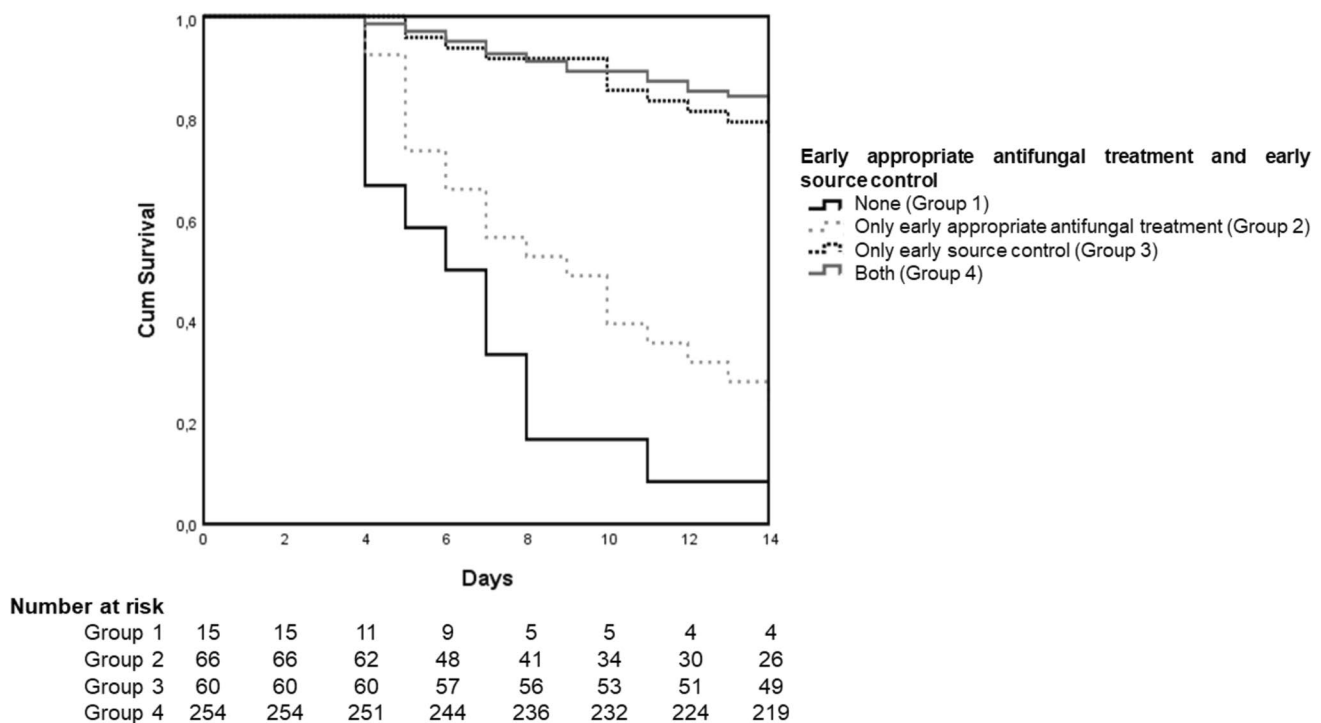 1,0
0,8
0,6
0,4
0,2
0,0
Cum Survival
0 2 4 6 8 10 12 14
Days
Early appropriate antifungal treatment and early
source control
None (Group 1)
Only early appropriate antifungal treatment (Group 2)
Only early source control (Group 3)
Both (Group 4)
Number at risk
Group 1 15 15 11 9 5 5 4 4
Group 2 66 66 62 48 41 34 30 26
Group 3 60 60 60 57 56 53 51 49
Group 4 254 254 251 244 236 232 224 219